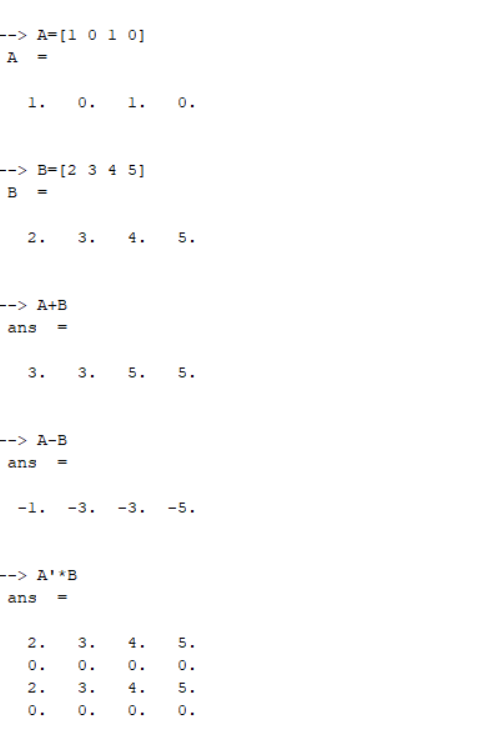 --> A=[1 0 1 0]
A =
1. 0. 1. 0.
--> B=[2 3 4 5]
B =
2. 3. 4. 5.
--> A+B
ans =
3. 3. 5. 5.
--> A-B
ans =
-1. -3. -3. -5.
--> A'*B
ans =
2. 3. 4. 5.
0. 0. 0. 0.
2. 3. 4. 5.
0. 0. 0. 0.